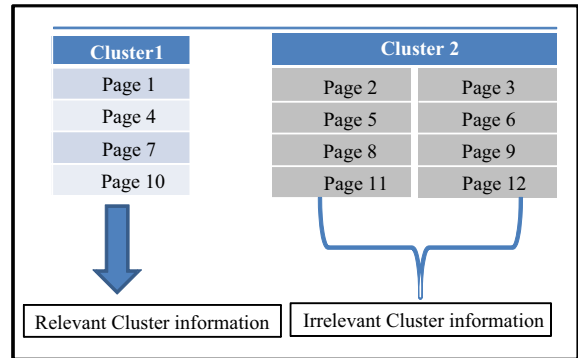 Cluster1
Page 1
Page 4
Page 7
Page 10
Relevant Cluster information
Cluster 2
Page 2 Page 3
Page 5 Page 6
Page 8 Page 9
Page 11 Page 12
Irrelevant Cluster information